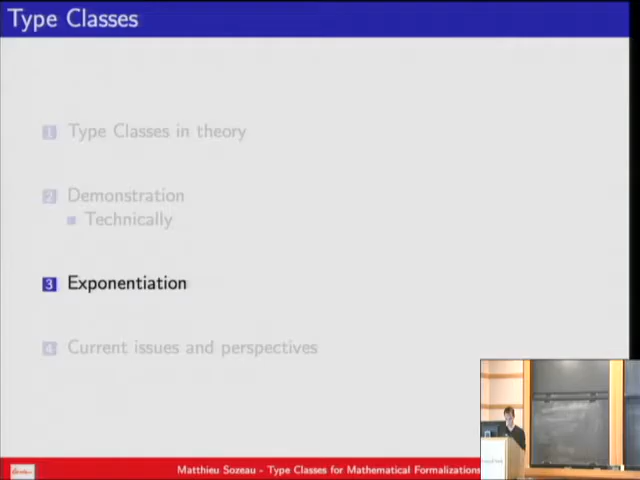 Type Classes
1 Type Classes in theory
2 Demonstration
Technically
3 Exponentiation
4 Current issues and perspectives
Matthieu Sozeau - Type Classes for Mathematical Formalizations